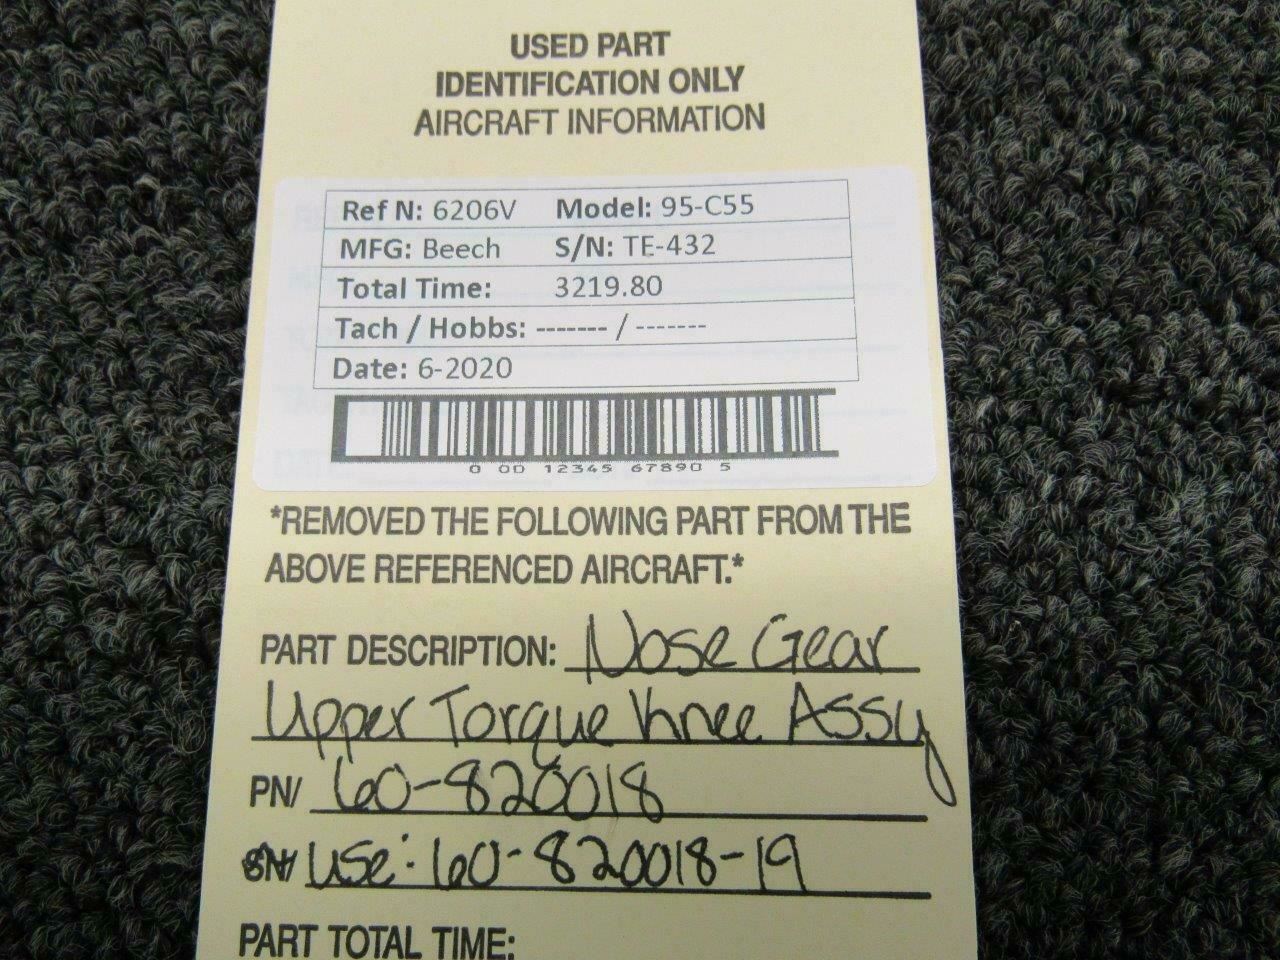 USED PART
IDENTIFICATION ONLY
AIRCRAFT INFORMATION
Ref N: 6206V Model: 95-C55
MFG: Beech S/N: TE-432
Total Time: 3219.80
Tach / Hobbs: ------- / -------
Date: 6-2020
0 00 12345 67890 5
*REMOVED THE FOLLOWING PART FROM THE
ABOVE REFERENCED AIRCRAFT.*
PART DESCRIPTION: Nose Gear
Upper Torque Knee Assy
PN/ 60-820018
SN/ Use: 60-820018-19
PART TOTAL TIME: